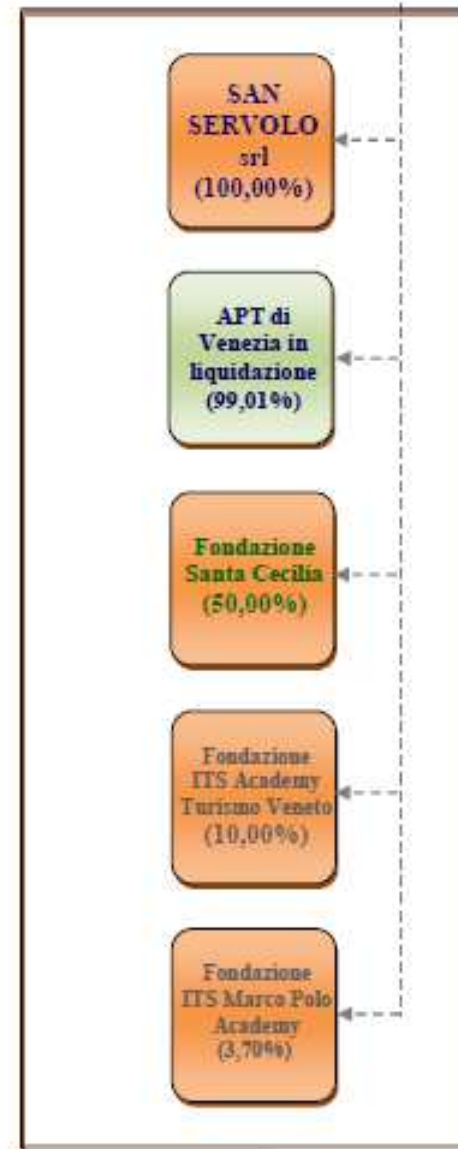 SAN
SERVOLO
srl
(100,00%)
APT di
Venezia in
liquidazione
(99,01%)
Fondazione
Santa Cecilia
(50,00%)
Fondazione
ITS Academy
Turismo Veneto
(10,00%)
Fondazione
ITS Marco Polo
Academy
(3,70%)